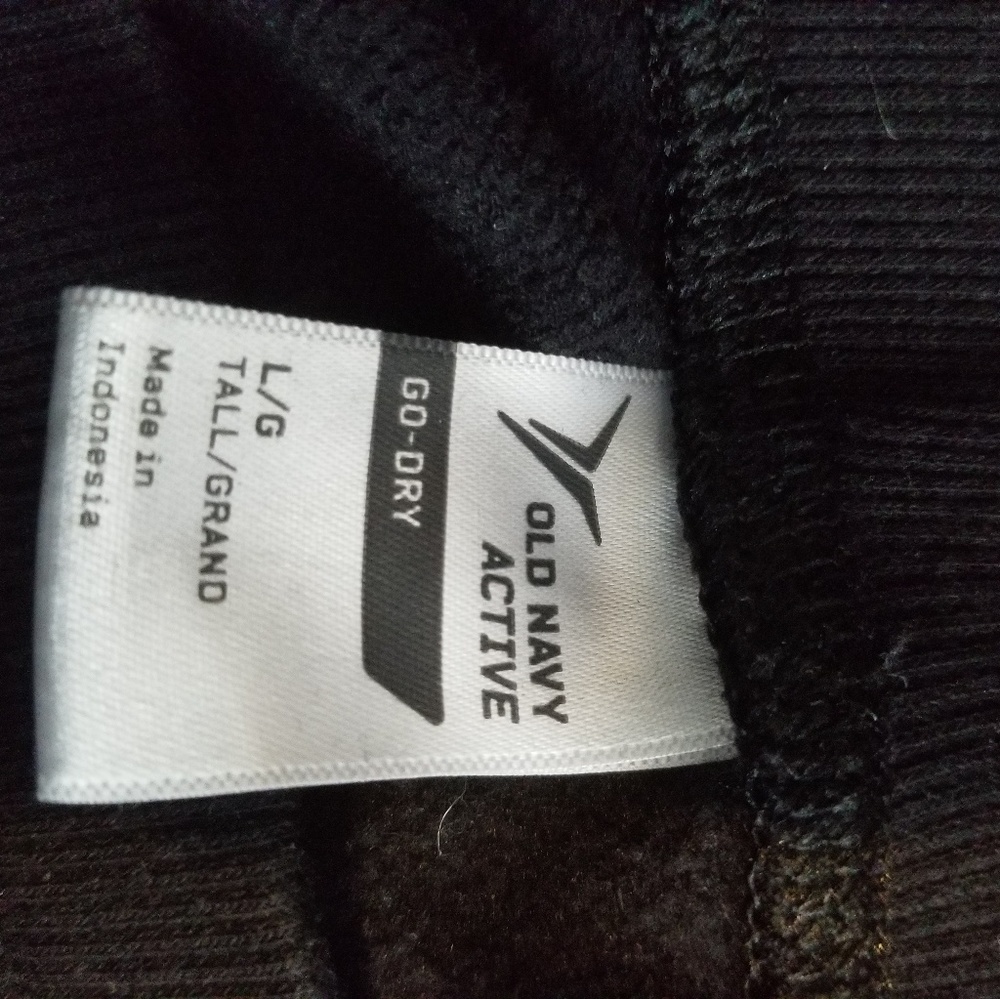 OLD NAVY
ACTIVE
GO-DRY
L/G
TALL/GRAND
Made in
Indonesia